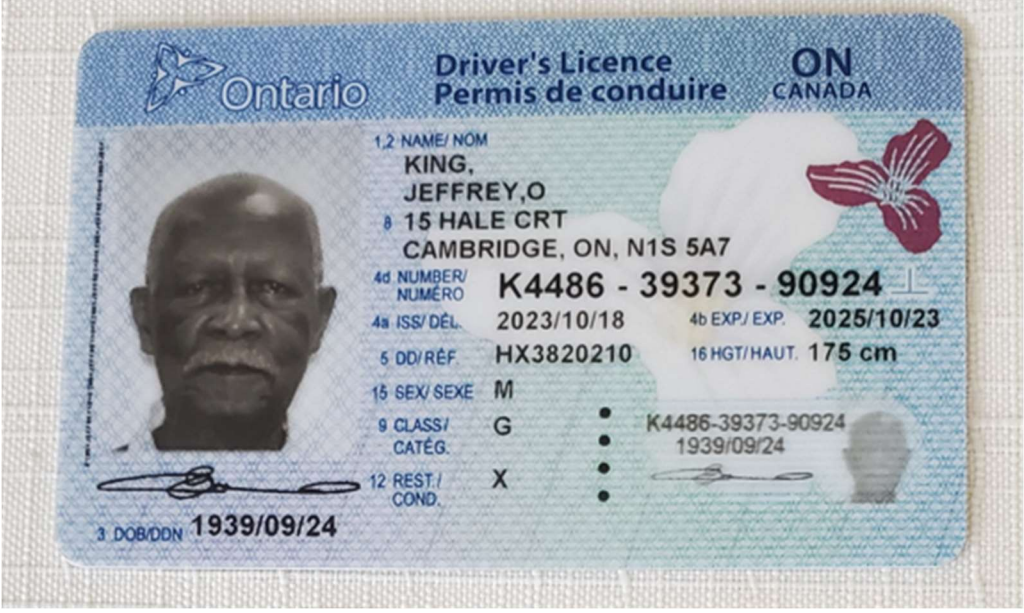 Ontario
Driver's Licence
Permis de conduire
ON
CANADA
1,2 NAME/ NOM
KING,
JEFFREY,O
8 15 HALE CRT
CAMBRIDGE, ON, N1S 5A7
4d NUMBER/
NUMÉRO
K4486 - 39373 - 90924
4a ISS/ DÉL. 2023/10/18 4b EXP./ EXP. 2025/10/23
5 DD/RÉF. HX3820210 16 HGT/HAUT. 175 cm
15 SEX/ SEXE M
9 CLASS/
CATÉG.
G
12 REST./
COND.
X
K4486-39373-90924
1939/09/24
3 DOB/DDN 1939/09/24